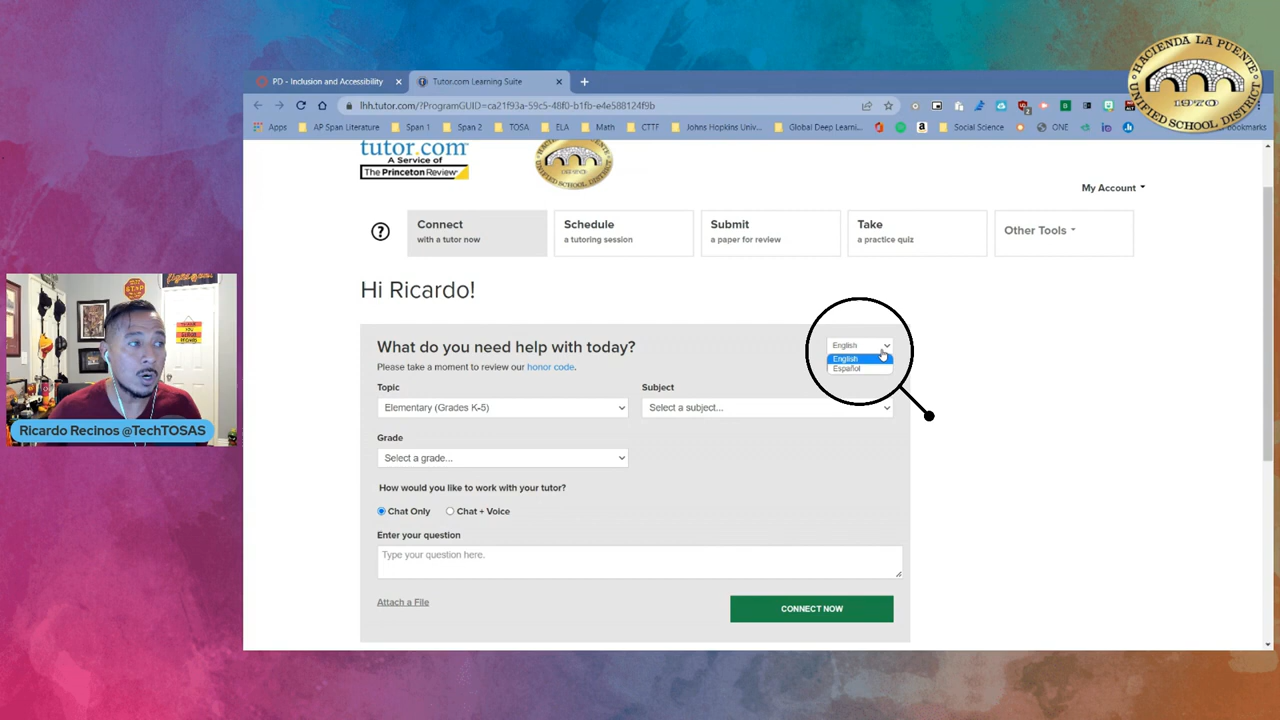 HACIENDA LA PUENTE
UNIFIED SCHOOL DISTRICT
1970
PD - Inclusion and Accessibility
Tutor.com Learning Suite
lhh.tutor.com/?ProgramGUID=ca21f93a-59c5-48f0-b1fb-e4e588124f9b
Apps AP Span Literature Span 1 Span 2 TOSA ELA Math CTTF Johns Hopkins Univ... Global Deep Learni... Social Science ONE bookmarks
tutor.com
A Service of
The Princeton Review
My Account
Connect
with a tutor now
Schedule
a tutoring session
Submit
a paper for review
Take
a practice quiz
Other Tools
Hi Ricardo!
What do you need help with today?
English
Please take a moment to review our honor code.
English
Español
Topic
Subject
Elementary (Grades K-5)
Select a subject...
Grade
Select a grade...
How would you like to work with your tutor?
Chat Only
Chat + Voice
Enter your question
Type your question here.
Attach a File
CONNECT NOW
Ricardo Recinos @TechTOSAS